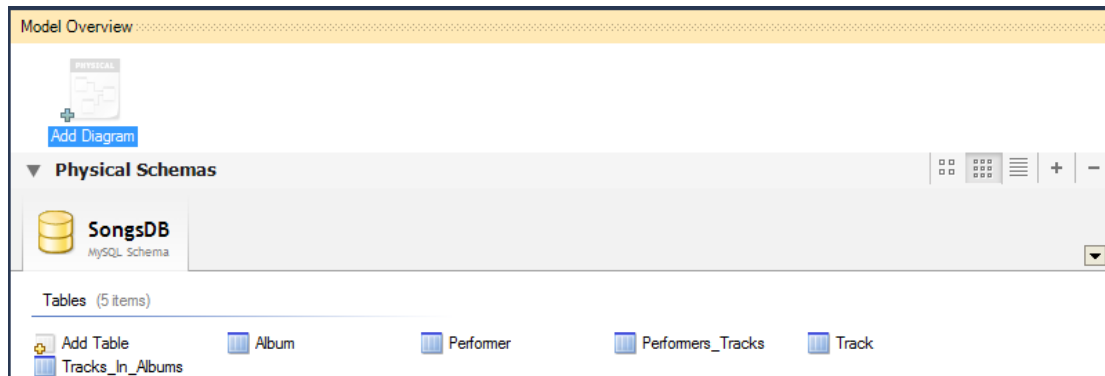 Model Overview
PHYSICAL
Add Diagram
Physical Schemas
SongsDB
MySQL Schema
Tables (5 items)
Add Table Album Performer Performers_Tracks Track
Tracks_In_Albums